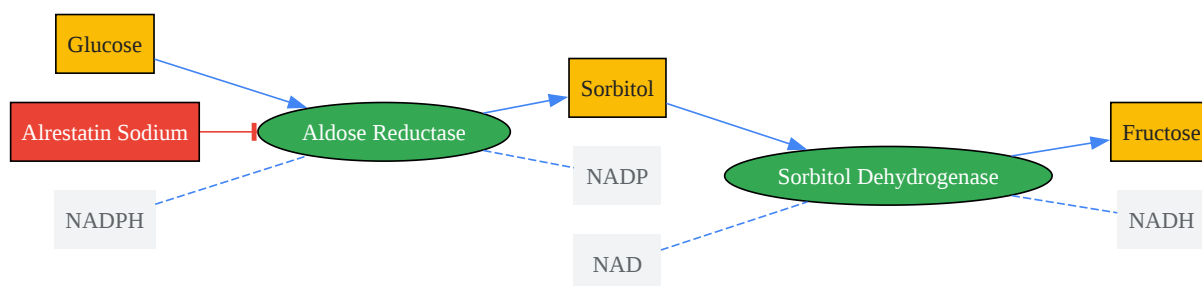 Glucose
Alrestatin Sodium
NADPH
Aldose Reductase
Sorbitol
NADP
NAD
Sorbitol Dehydrogenase
Fructose
NADH